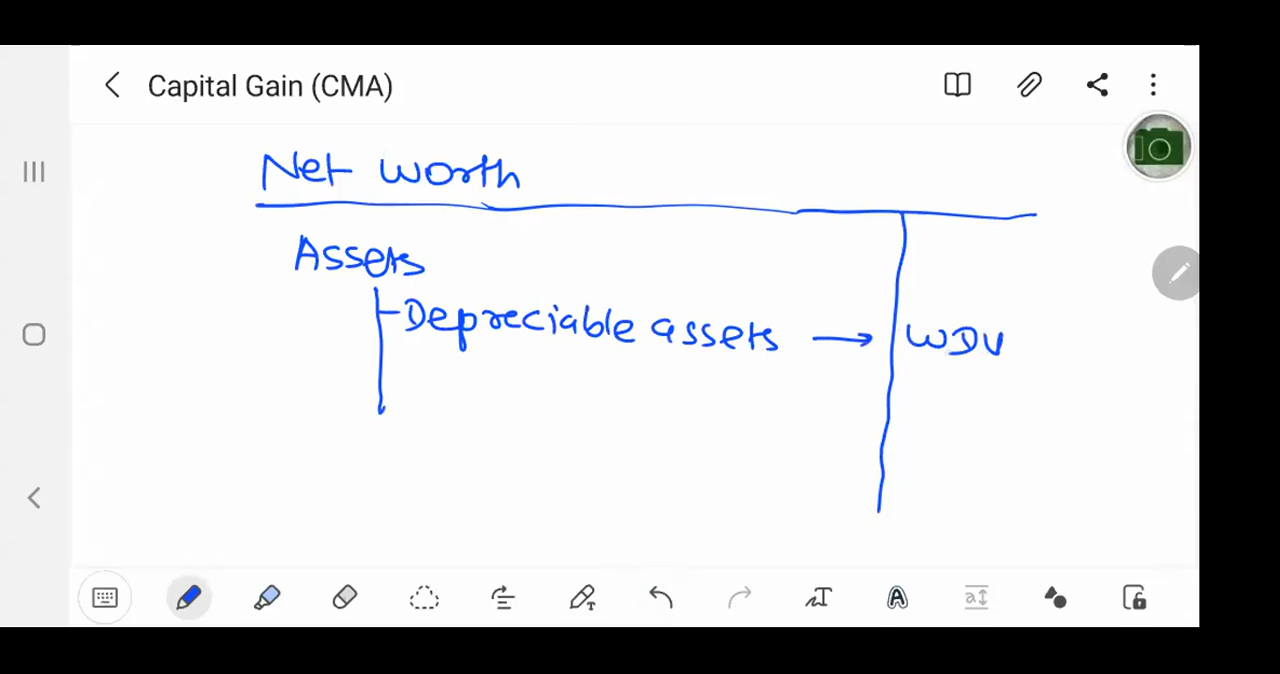 Capital Gain (CMA)
Net worth
Assets
Depreciable assets → WDV